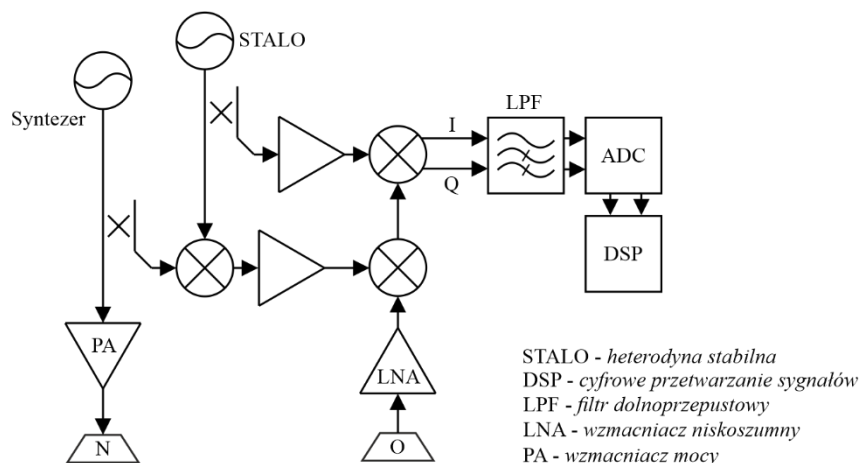 STALO
Syntezer
LPF
I
Q
ADC
DSP
PA
LNA
N
O
STALO - heterodyna stabilna
DSP - cyfrowe przetwarzanie sygnałów
LPF - filtr dolnoprzepustowy
LNA - wzmacniacz niskoszumny
PA - wzmacniacz mocy